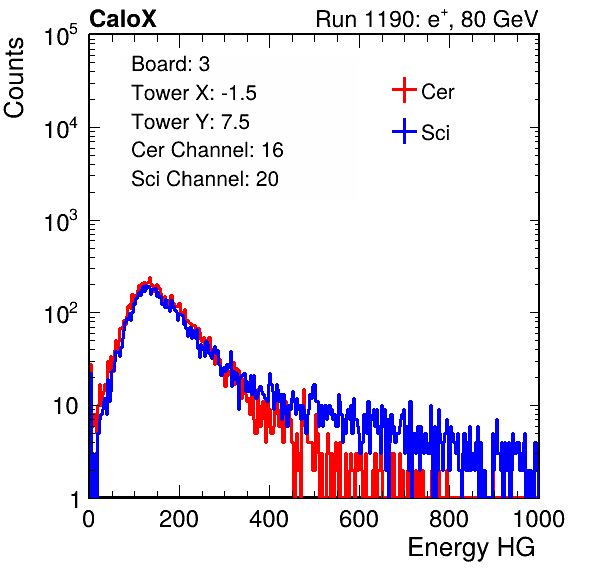 CaloX Run 1190: e⁺, 80 GeV
Counts
Board: 3
Tower X: -1.5
Tower Y: 7.5
Cer Channel: 16
Sci Channel: 20
Cer
Sci
10⁵
10⁴
10³
10²
10
1
0 200 400 600 800 1000
Energy HG